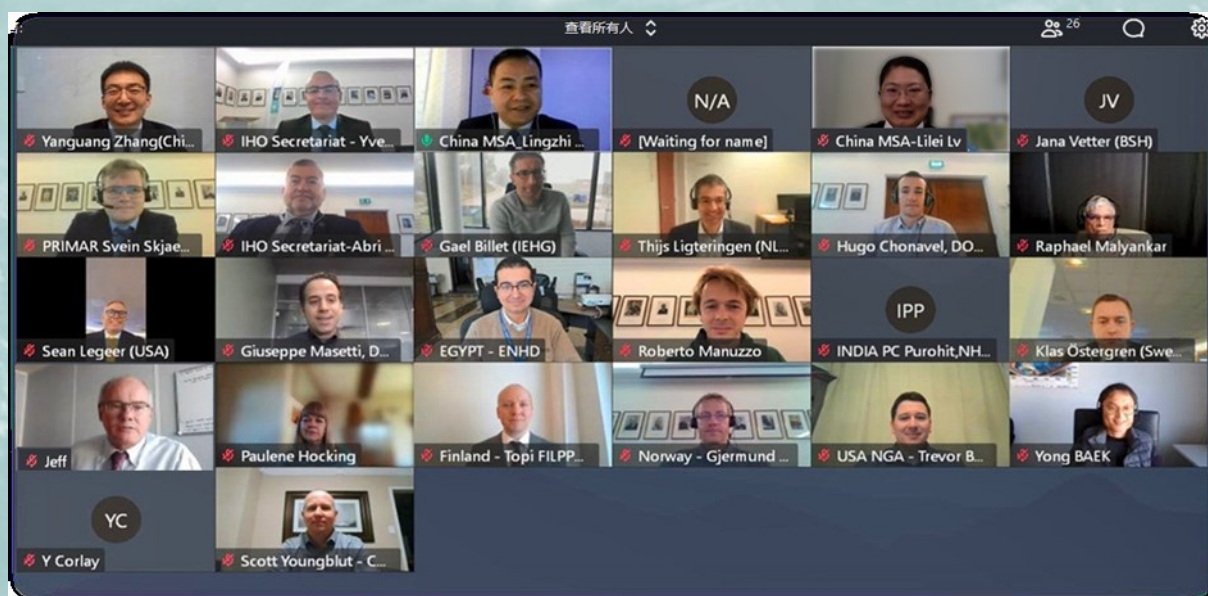 查看所有人
26
Yanguang Zhang(Chi...
IHO Secretariat - Yve...
China MSA_Lingzhi ...
N/A
[Waiting for name]
China MSA-Lilei Lv
JV
Jana Vetter (BSH)
PRIMAR Svein Skjae...
IHO Secretariat-Abri ...
Gael Billet (IEHG)
Thijs Ligteringen (NL...
Hugo Chonavel, DO...
Raphael Malyankar
Sean Legeer (USA)
Giuseppe Masetti, D...
EGYPT - ENHD
Roberto Manuzzo
IPP
INDIA PC Purohit,NH...
Klas Östergren (Swe...
Jeff
Paulene Hocking
Finland - Topi FILPP...
Norway - Gjermund ...
USA NGA - Trevor B...
Yong BAEK
YC
Y Corlay
Scott Youngblut - C...